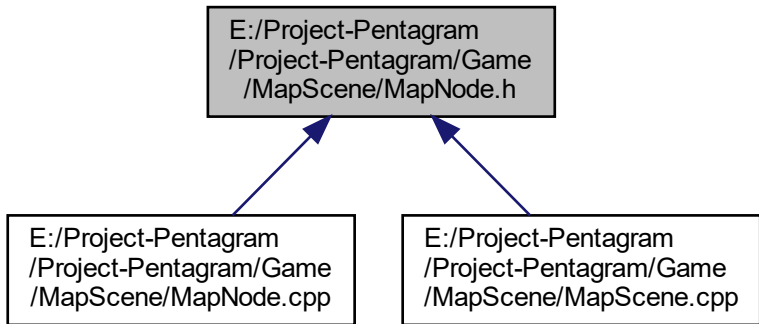 E:/Project-Pentagram
/Project-Pentagram/Game
/MapScene/MapNode.h
E:/Project-Pentagram
/Project-Pentagram/Game
/MapScene/MapNode.cpp
E:/Project-Pentagram
/Project-Pentagram/Game
/MapScene/MapScene.cpp